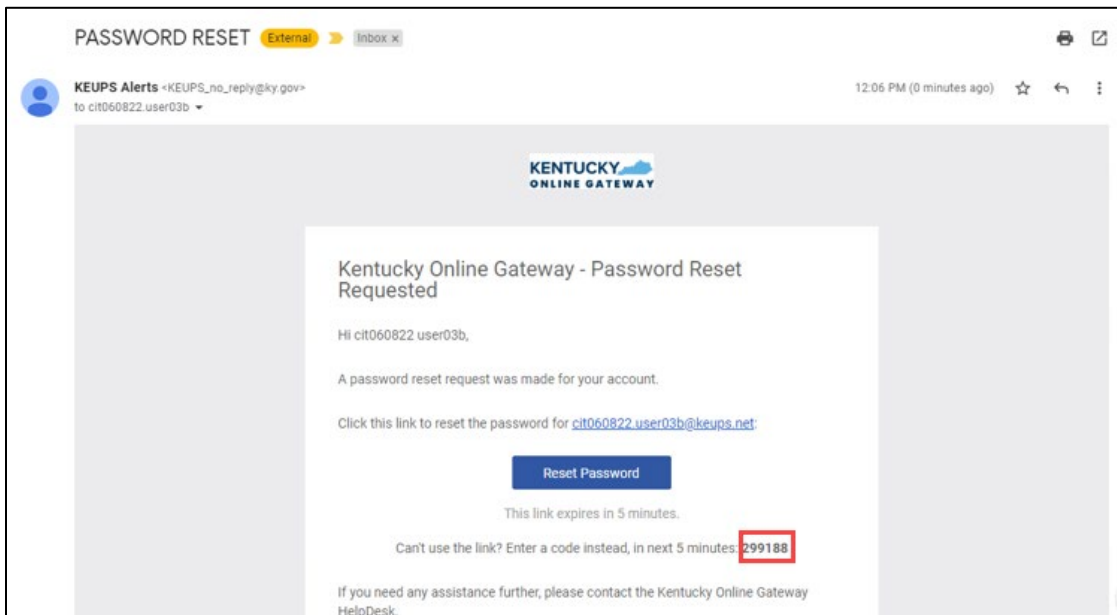 PASSWORD RESET External Inbox x
KEUPS Alerts <KEUPS_no_reply@ky.gov> 12:06 PM (0 minutes ago)
to cit060822.user03b
KENTUCKY
ONLINE GATEWAY
Kentucky Online Gateway - Password Reset
Requested
Hi cit060822 user03b,
A password reset request was made for your account.
Click this link to reset the password for cit060822.user03b@keups.net:
Reset Password
This link expires in 5 minutes.
Can't use the link? Enter a code instead, in next 5 minutes: 299188
If you need any assistance further, please contact the Kentucky Online Gateway
HelpDesk.